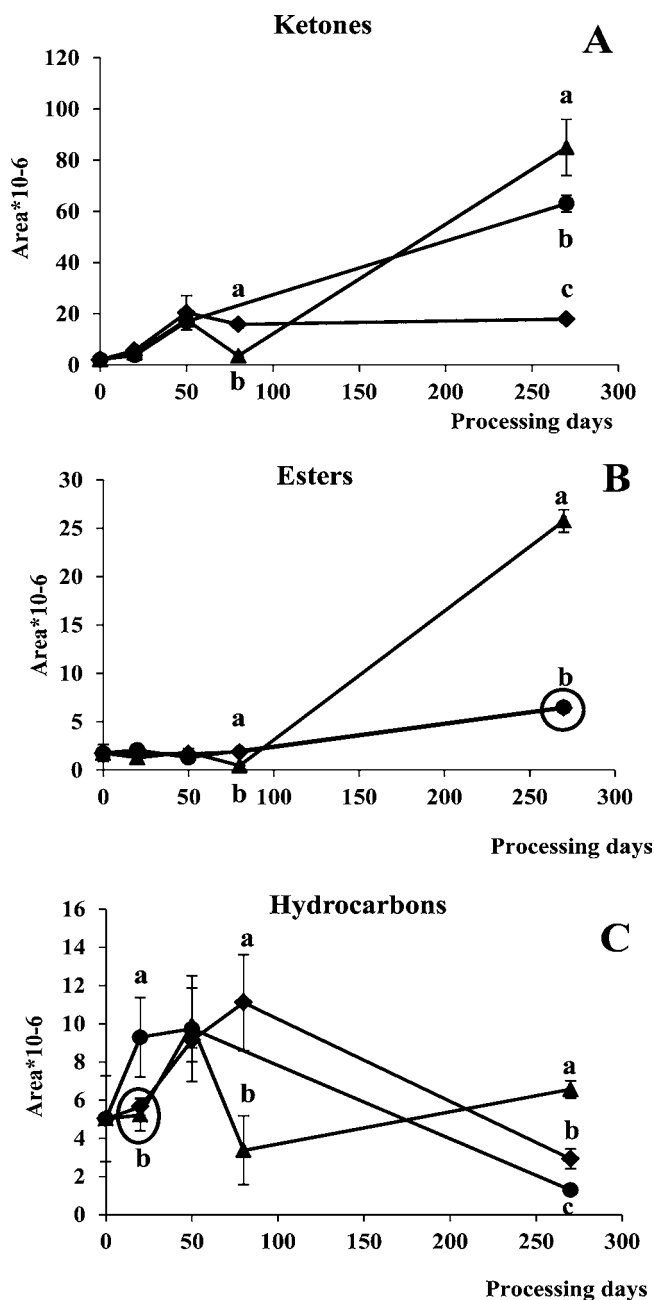 Ketones
A
120
100
80
60
40
20
0
a
b
c
a
b
Area*10-6
0 50 100 150 200 250 300
Processing days
Esters
B
30
25
20
15
10
5
0
a
b
a
b
Area*10-6
0 50 100 150 200 250 300
Processing days
Hydrocarbons
C
16
14
12
10
8
6
4
2
0
a
a
b
a
b
b
c
Area*10-6
0 50 100 150 200 250 300
Processing days